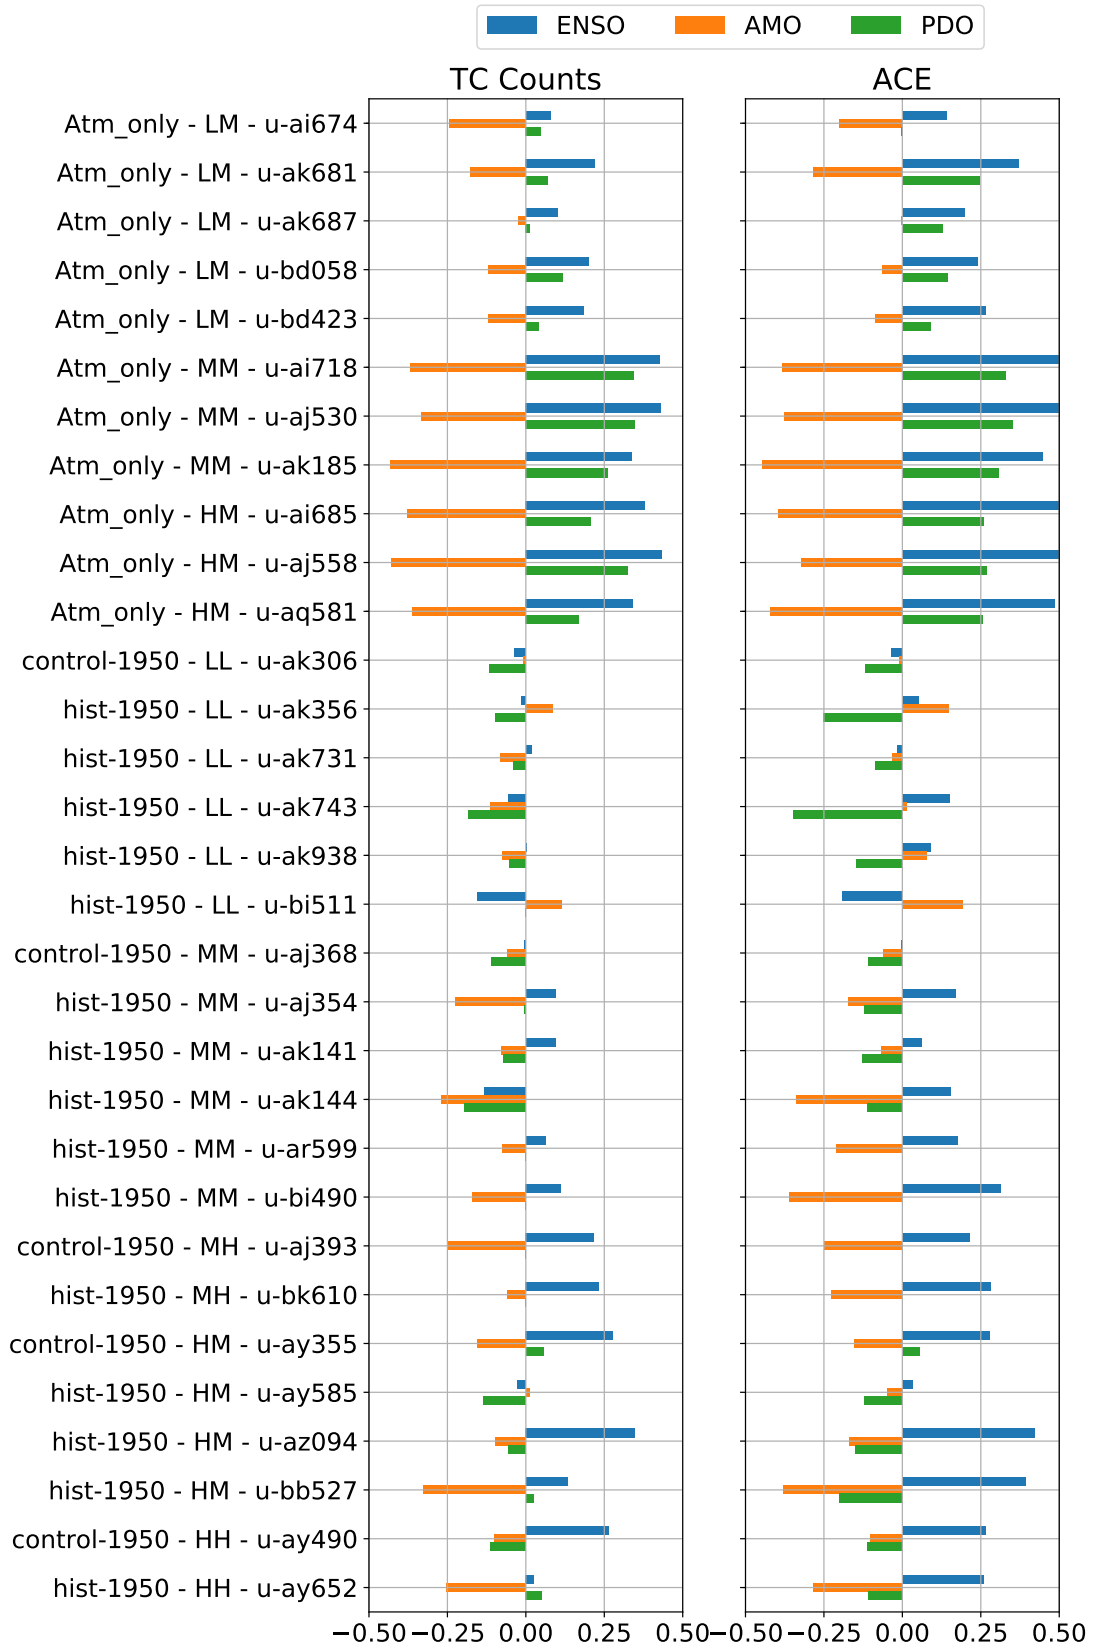 ENSO AMO PDO
TC Counts ACE
Atm_only - LM - u-ai674
Atm_only - LM - u-ak681
Atm_only - LM - u-ak687
Atm_only - LM - u-bd058
Atm_only - LM - u-bd423
Atm_only - MM - u-ai718
Atm_only - MM - u-aj530
Atm_only - MM - u-ak185
Atm_only - HM - u-ai685
Atm_only - HM - u-aj558
Atm_only - HM - u-aq581
control-1950 - LL - u-ak306
hist-1950 - LL - u-ak356
hist-1950 - LL - u-ak731
hist-1950 - LL - u-ak743
hist-1950 - LL - u-ak938
hist-1950 - LL - u-bi511
control-1950 - MM - u-aj368
hist-1950 - MM - u-aj354
hist-1950 - MM - u-ak141
hist-1950 - MM - u-ak144
hist-1950 - MM - u-ar599
hist-1950 - MM - u-bi490
control-1950 - MH - u-aj393
hist-1950 - MH - u-bk610
control-1950 - HM - u-ay355
hist-1950 - HM - u-ay585
hist-1950 - HM - u-az094
hist-1950 - HM - u-bb527
control-1950 - HH - u-ay490
hist-1950 - HH - u-ay652
−0.50 −0.25 0.00 0.25 0.50 −0.50 −0.25 0.00 0.25 0.50